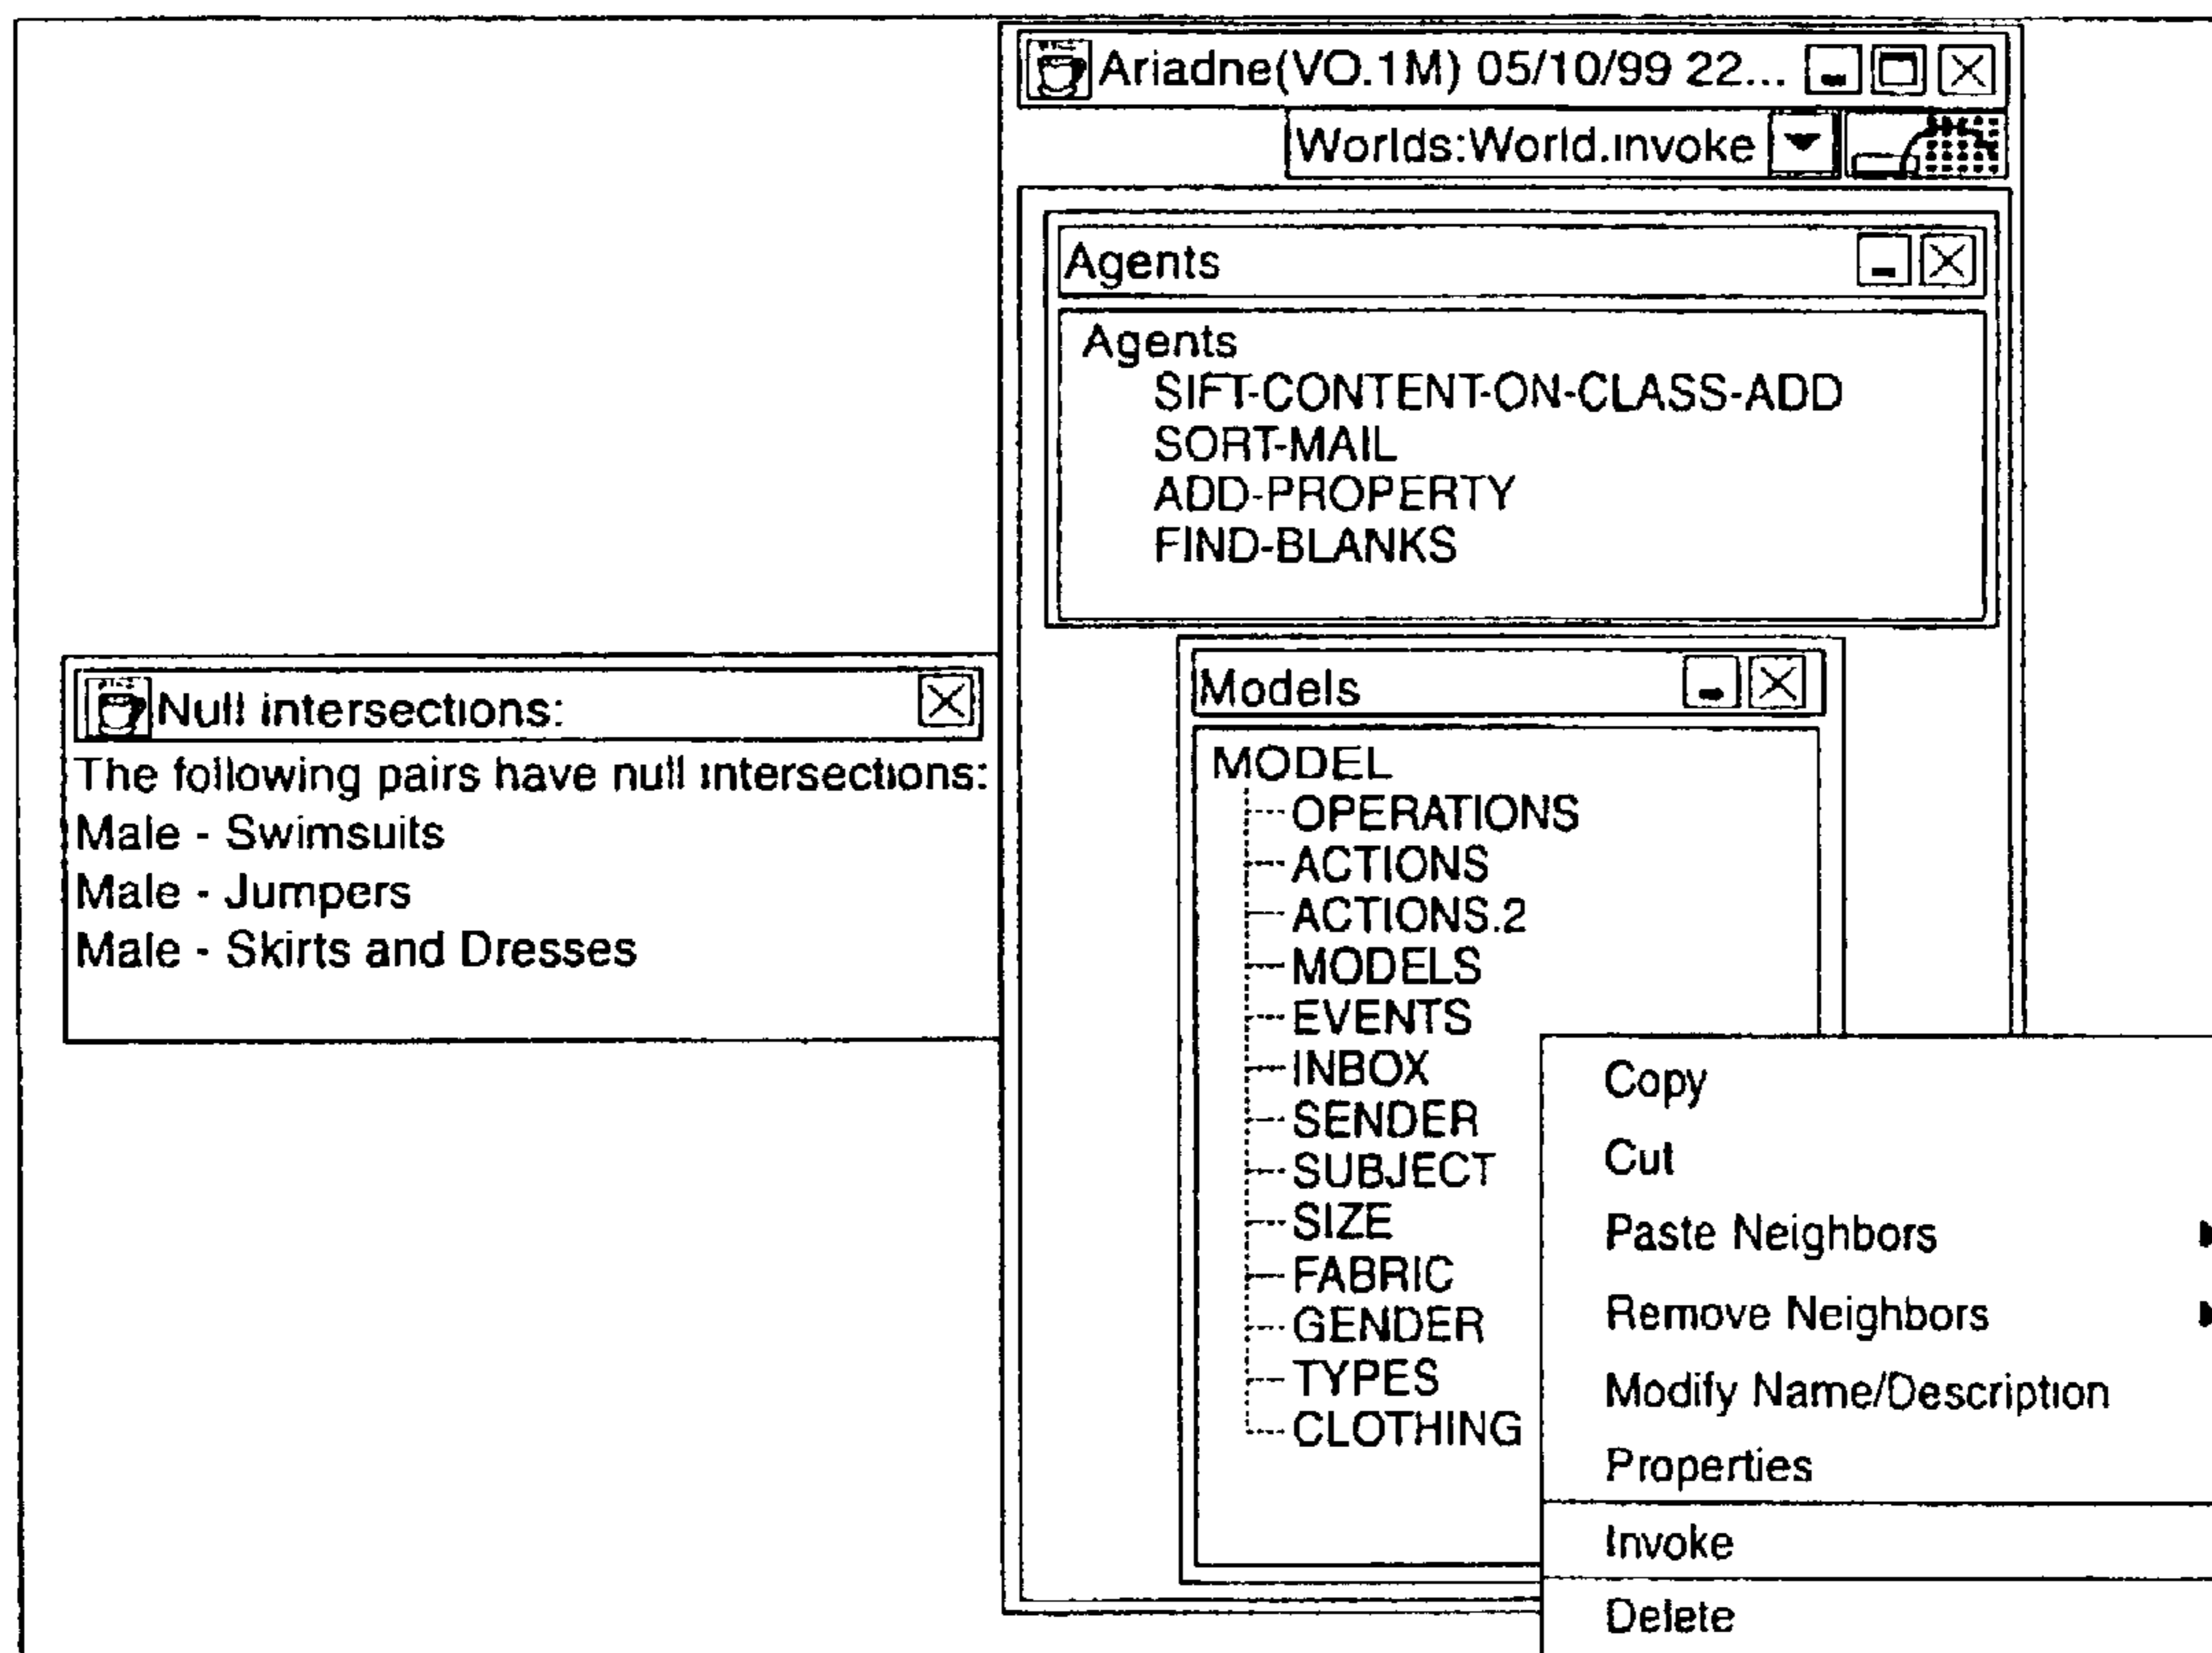 Ariadne(VO.1M) 05/10/99 22...
Worlds:World.invoke
Agents
Agents
SIFT-CONTENT-ON-CLASS-ADD
SORT-MAIL
ADD-PROPERTY
FIND-BLANKS
Null intersections:
The following pairs have null intersections:
Male - Swimsuits
Male - Jumpers
Male - Skirts and Dresses
Models
MODEL
OPERATIONS
ACTIONS
ACTIONS.2
MODELS
EVENTS
INBOX
SENDER
SUBJECT
SIZE
FABRIC
GENDER
TYPES
CLOTHING
Copy
Cut
Paste Neighbors
Remove Neighbors
Modify Name/Description
Properties
Invoke
Delete